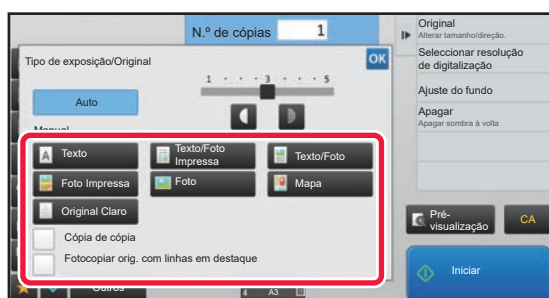 N.º de cópias 1
Original
Alterar tamanho/direção.
Seleccionar resolução
de digitalização
Ajuste do fundo
Apagar
Apagar sombra à volta
Tipo de exposição/Original
OK
1 3 5
Auto
Manual
A Texto
Texto/Foto
Impressa
Texto/Foto
Foto Impressa
Foto
Mapa
Original Claro
Cópia de cópia
Fotocopiar orig. com linhas em destaque
Outros
4 A3
Pré-
visualização
CA
Iniciar